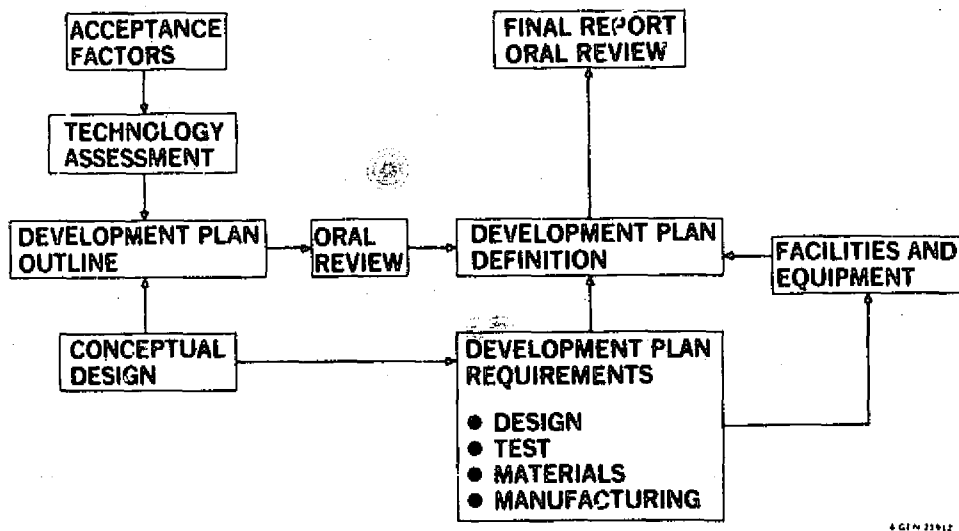 ACCEPTANCE
FACTORS
FINAL REPORT
ORAL REVIEW
TECHNOLOGY
ASSESSMENT
DEVELOPMENT PLAN
OUTLINE
ORAL
REVIEW
DEVELOPMENT PLAN
DEFINITION
FACILITIES AND
EQUIPMENT
CONCEPTUAL
DESIGN
DEVELOPMENT PLAN
REQUIREMENTS
● DESIGN
● TEST
● MATERIALS
● MANUFACTURING